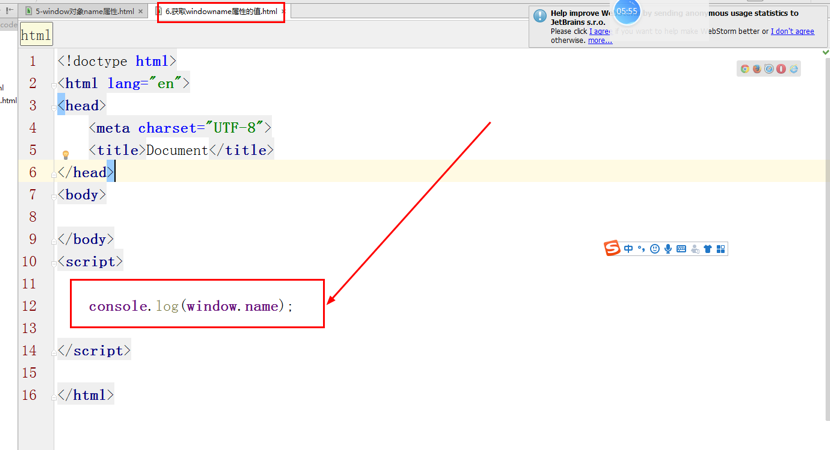 5-window对象name属性.html
6.获取windowname属性的值.html
Help improve We by sending anonymous usage statistics to
JetBrains s.r.o.
Please click I agree if you want to help make WebStorm better or I don't agree
otherwise. more...
05:55
code
html
l
.html
1 <!doctype html>
2 <html lang="en">
3 <head>
4 <meta charset="UTF-8">
5 <title>Document</title>
6 </head>
7 <body>
8
9 </body>
10 <script>
11
12 console.log(window.name);
13
14 </script>
15
16 </html>
S 中